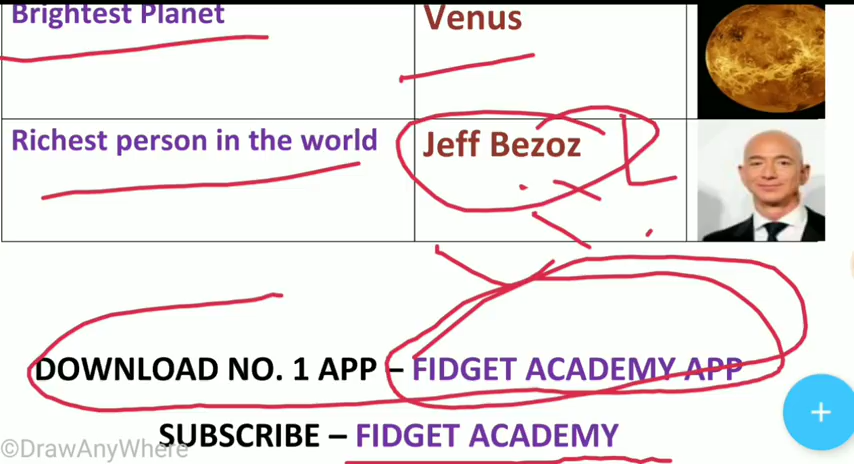 Brightest Planet Venus
Richest person in the world Jeff Bezoz
DOWNLOAD NO. 1 APP – FIDGET ACADEMY APP
SUBSCRIBE – FIDGET ACADEMY
©DrawAnyWhere
+